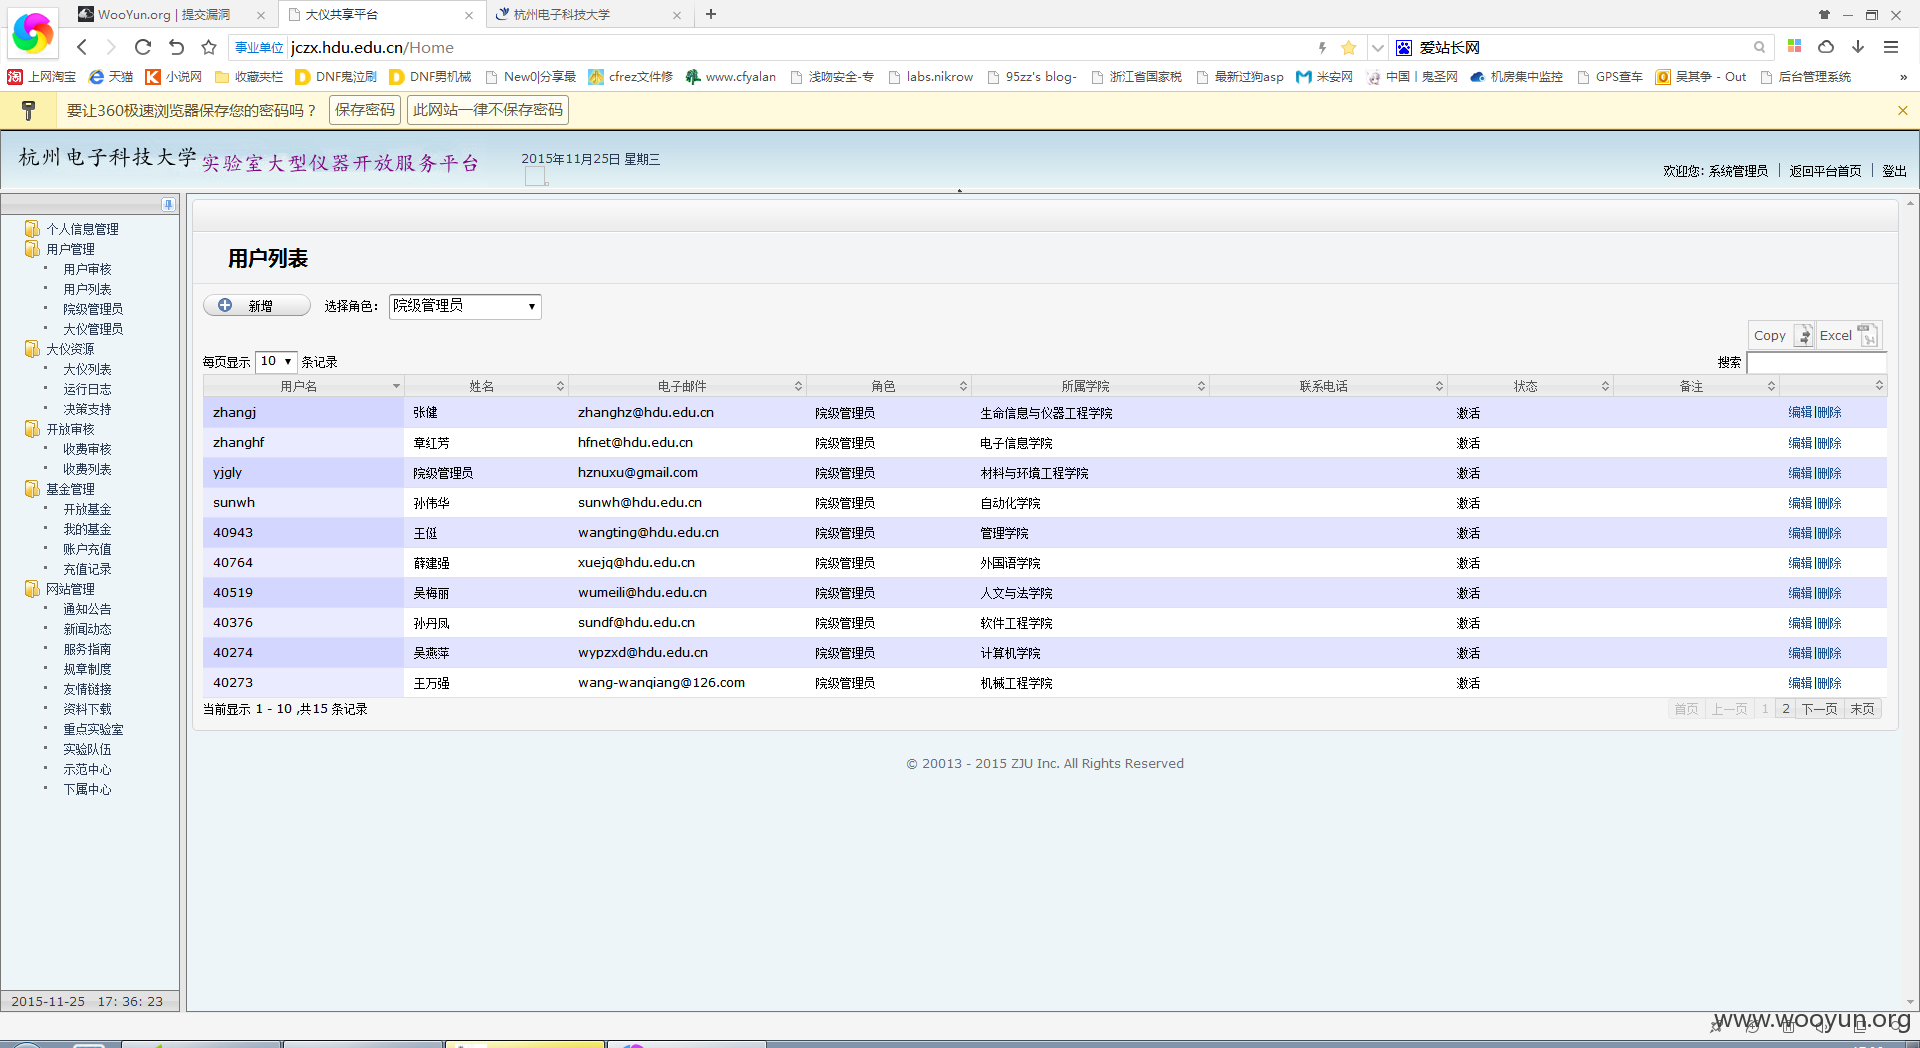 WooYun.org | 提交漏洞
大仪共享平台
杭州电子科技大学
事业单位 jczx.hdu.edu.cn/Home
爱站长网
上网淘宝 天猫 小说网 收藏夹栏 DNF鬼泣刷 DNF男机械 New0|分享最 cfrez文件修 www.cfyalan 浅吻安全-专 labs.nikrow 95zz's blog- 浙江省国家税 最新过狗asp 米安网 中国丨鬼圣网 机房集中监控 GPS查车 吴其争 - Out 后台管理系统 »
要让360极速浏览器保存您的密码吗？ 保存密码 此网站一律不保存密码
杭州电子科技大学 实验室大型仪器开放服务平台
2015年11月25日 星期三
欢迎您: 系统管理员 | 返回平台首页 | 登出
个人信息管理
用户管理
用户审核
用户列表
院级管理员
大仪管理员
大仪资源
大仪列表
运行日志
决策支持
开放审核
收费审核
收费列表
基金管理
开放基金
我的基金
账户充值
充值记录
网站管理
通知公告
新闻动态
服务指南
规章制度
友情链接
资料下载
重点实验室
实验队伍
示范中心
下属中心
2015-11-25 17: 36: 23
用户列表
新增 选择角色: 院级管理员
Copy Excel
每页显示 10 条记录 搜索
用户名 姓名 电子邮件 角色 所属学院 联系电话 状态 备注
zhangj 张健 zhanghz@hdu.edu.cn 院级管理员 生命信息与仪器工程学院 激活 编辑|删除
zhanghf 章红芳 hfnet@hdu.edu.cn 院级管理员 电子信息学院 激活 编辑|删除
yjgly 院级管理员 hznuxu@gmail.com 院级管理员 材料与环境工程学院 激活 编辑|删除
sunwh 孙伟华 sunwh@hdu.edu.cn 院级管理员 自动化学院 激活 编辑|删除
40943 王侹 wangting@hdu.edu.cn 院级管理员 管理学院 激活 编辑|删除
40764 薛建强 xuejq@hdu.edu.cn 院级管理员 外国语学院 激活 编辑|删除
40519 吴梅丽 wumeili@hdu.edu.cn 院级管理员 人文与法学院 激活 编辑|删除
40376 孙丹凤 sundf@hdu.edu.cn 院级管理员 软件工程学院 激活 编辑|删除
40274 吴燕萍 wypzxd@hdu.edu.cn 院级管理员 计算机学院 激活 编辑|删除
40273 王万强 wang-wanqiang@126.com 院级管理员 机械工程学院 激活 编辑|删除
当前显示 1 - 10 ,共15 条记录
首页 上一页 1 2 下一页 末页
© 20013 - 2015 ZJU Inc. All Rights Reserved
www.wooyun.org